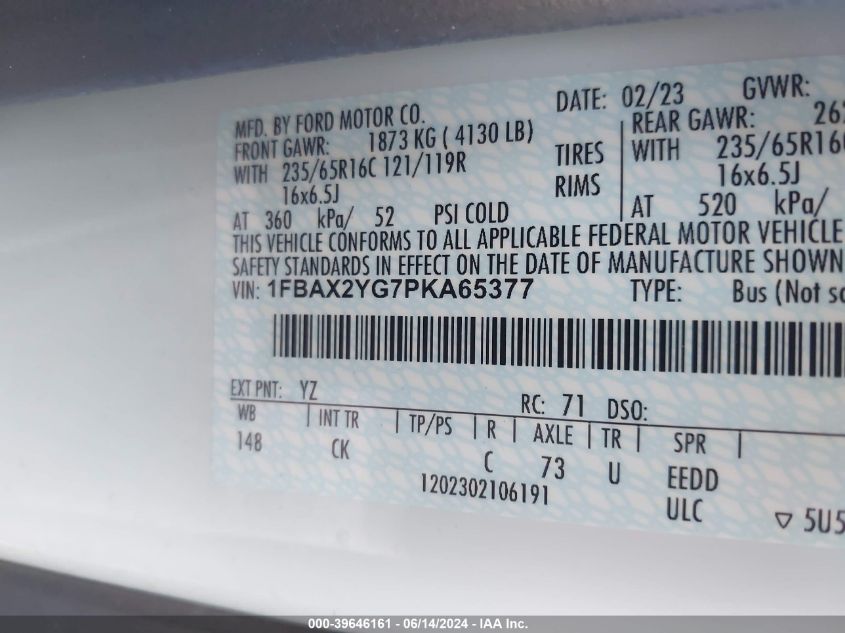 MFD. BY FORD MOTOR CO. DATE: 02/23 GVWR:
FRONT GAWR: 1873 KG ( 4130 LB) REAR GAWR:
WITH 235/65R16C 121/119R TIRES WITH
16x6.5J RIMS 16x6.5J
AT 360 kPa/ 52 PSI COLD AT 520 kPa/
THIS VEHICLE CONFORMS TO ALL APPLICABLE FEDERAL MOTOR VEHICLE
SAFETY STANDARDS IN EFFECT ON THE DATE OF MANUFACTURE SHOWN
VIN: 1FBAX2YG7PKA65377 TYPE: Bus (Not
EXT PNT: YZ RC: 71 DSO:
WB INT TR TP/PS R AXLE TR SPR
148 CK C 73 U EEDD
1202302106191 ULC ▽ 5U5
000-39646161 - 06/14/2024 - IAA Inc.